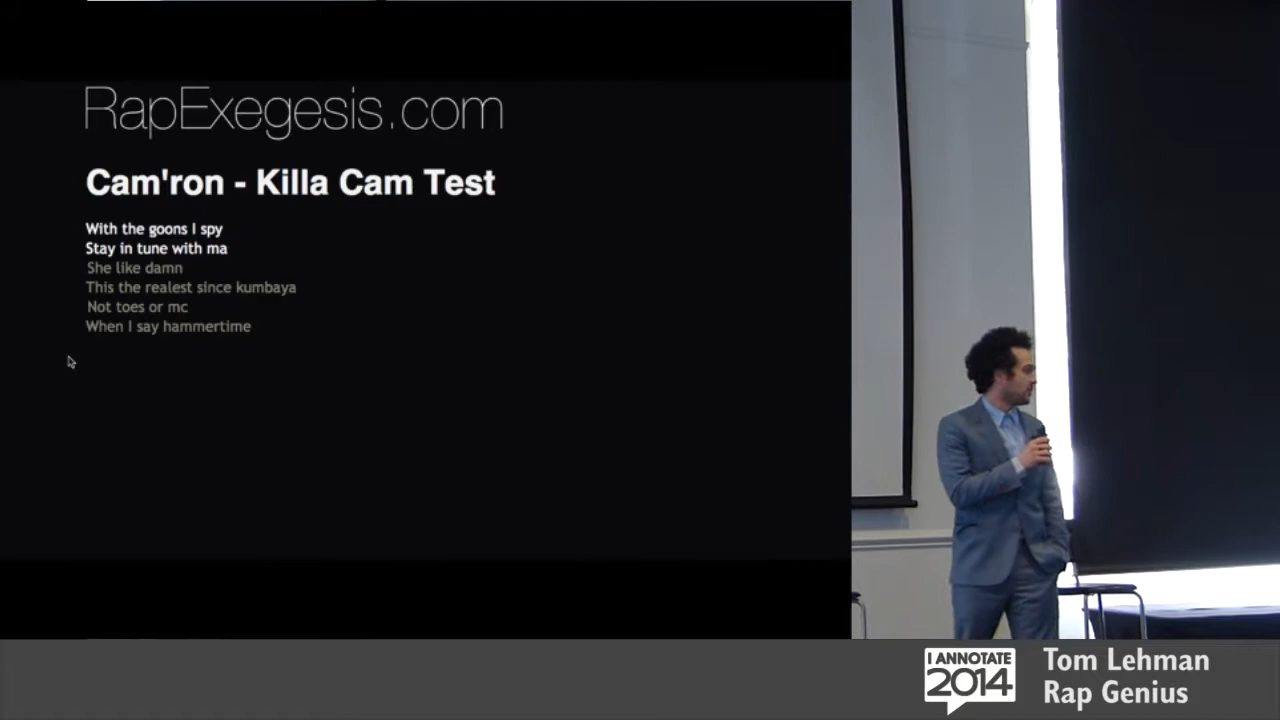 RapExegesis.com
Cam'ron - Killa Cam Test
With the goons I spy
Stay in tune with ma
She like damn
This the realest since kumbaya
Not toes or mc
When I say hammertime
I ANNOTATE
2014
Tom Lehman
Rap Genius